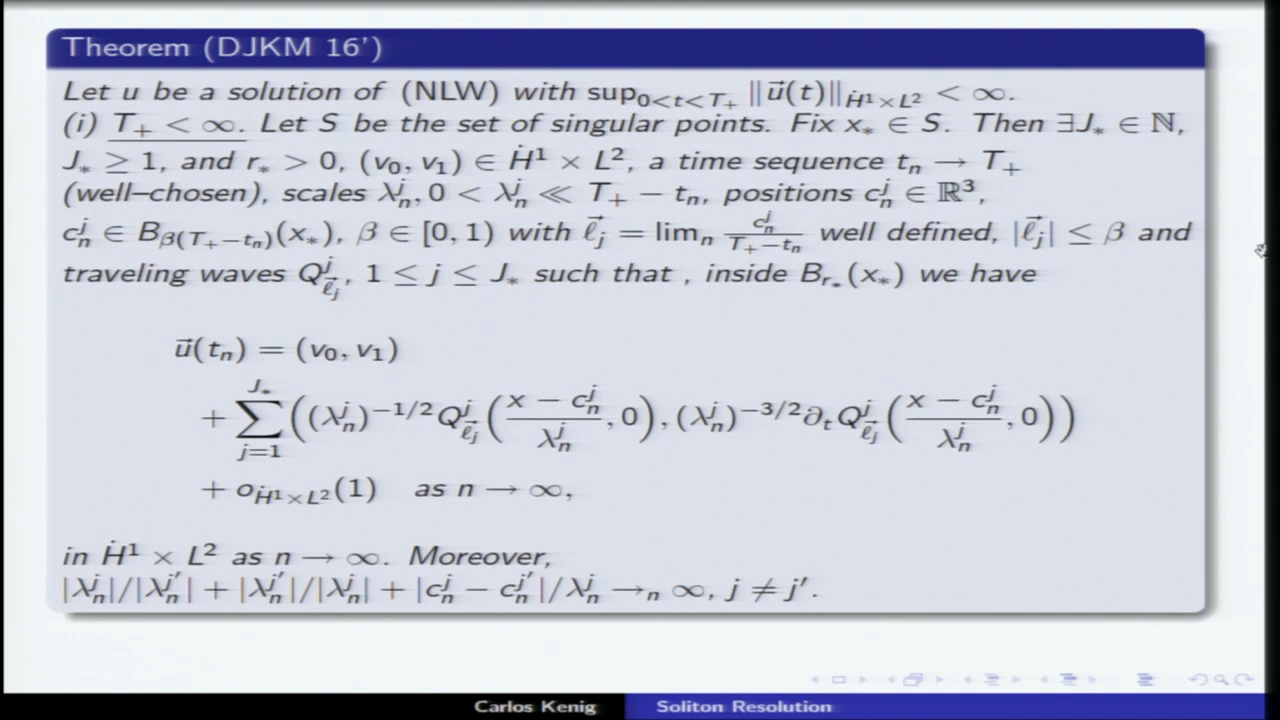 Theorem (DJKM 16')
Let u be a solution of (NLW) with sup_{0<t<T_+} ‖u⃗(t)‖_{Ḣ¹×L²} < ∞.
(i) T_+ < ∞. Let S be the set of singular points. Fix x_* ∈ S. Then ∃J_* ∈ ℕ,
J_* ≥ 1, and r_* > 0, (v_0, v_1) ∈ Ḣ¹ × L², a time sequence t_n → T_+
(well–chosen), scales λ_n^j, 0 < λ_n^j ≪ T_+ − t_n, positions c_n^j ∈ ℝ³,
c_n^j ∈ B_{β(T_+−t_n)}(x_*), β ∈ [0, 1) with ℓ⃗_j = lim_n c_n^j/(T_+−t_n) well defined, |ℓ⃗_j| ≤ β and
traveling waves Q_{ℓ⃗_j}^j, 1 ≤ j ≤ J_* such that , inside B_{r_*}(x_*) we have
u⃗(t_n) = (v_0, v_1)
+ ∑_{j=1}^{J_*} ((λ_n^j)^{−1/2} Q_{ℓ⃗_j}^j((x − c_n^j)/λ_n^j, 0), (λ_n^j)^{−3/2} ∂_t Q_{ℓ⃗_j}^j((x − c_n^j)/λ_n^j, 0))
+ o_{Ḣ¹×L²}(1) as n → ∞,
in Ḣ¹ × L² as n → ∞. Moreover,
|λ_n^j|/|λ_n^{j'}| + |λ_n^{j'}|/|λ_n^j| + |c_n^j − c_n^{j'}|/λ_n^j →_n ∞, j ≠ j'.
Carlos Kenig Soliton Resolution